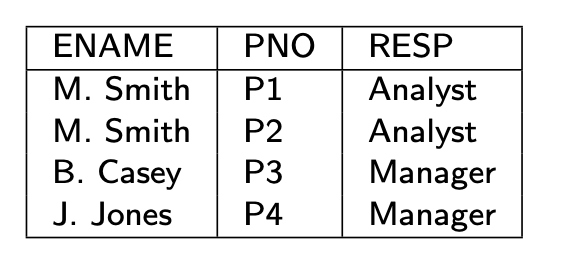 ENAME PNO RESP
M. Smith P1 Analyst
M. Smith P2 Analyst
B. Casey P3 Manager
J. Jones P4 Manager